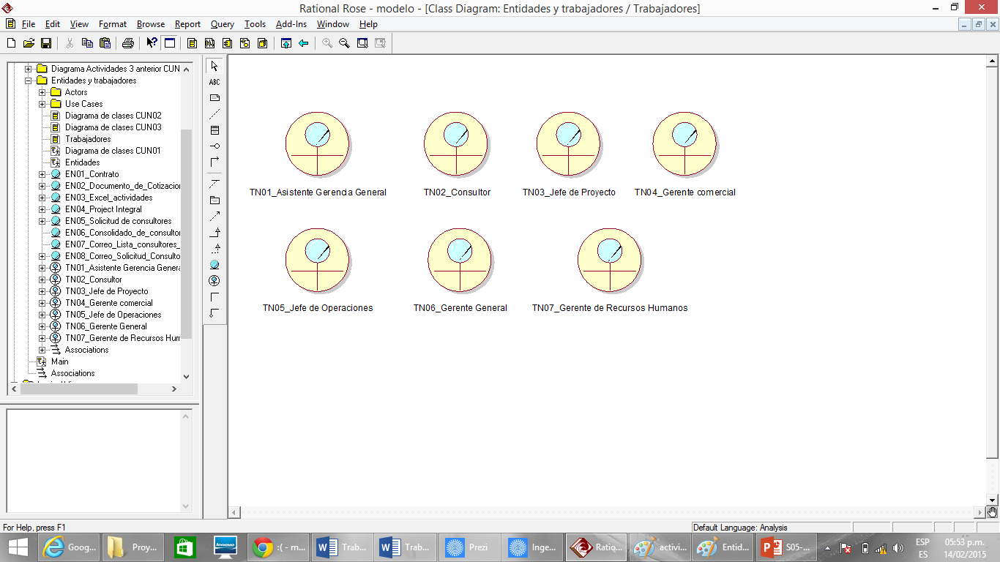 Rational Rose - modelo - [Class Diagram: Entidades y trabajadores / Trabajadores]
File Edit View Format Browse Report Query Tools Add-Ins Window Help
Diagrama Actividades 3 anterior CUN
Entidades y trabajadores
Actors
Use Cases
Diagrama de clases CUN02
Diagrama de clases CUN03
Trabajadores
Diagrama de clases CUN01
Entidades
EN01_Contrato
EN02_Documento_de_Cotizacion
EN03_Excel_actividades
EN04_Project Integral
EN05_Solicitud de consultores
EN06_Consolidado_de_consultor
EN07_Correo_Lista_consultores_
EN08_Correo_Solicitud_Consulto
TN01_Asistente Gerencia Genera
TN02_Consultor
TN03_Jefe de Proyecto
TN04_Gerente comercial
TN05_Jefe de Operaciones
TN06_Gerente General
TN07_Gerente de Recursos Hum
Associations
Main
Associations
ABC
TN01_Asistente Gerencia General
TN02_Consultor
TN03_Jefe de Proyecto
TN04_Gerente comercial
TN05_Jefe de Operaciones
TN06_Gerente General
TN07_Gerente de Recursos Humanos
For Help, press F1
Default Language: Analysis
Goog...
Proy...
lenovo
:( - m...
Trab...
Trab...
Prezi
Inge...
Ratio...
activi...
Entid...
S05-...
ESP
ES
05:53 p.m.
14/02/2015